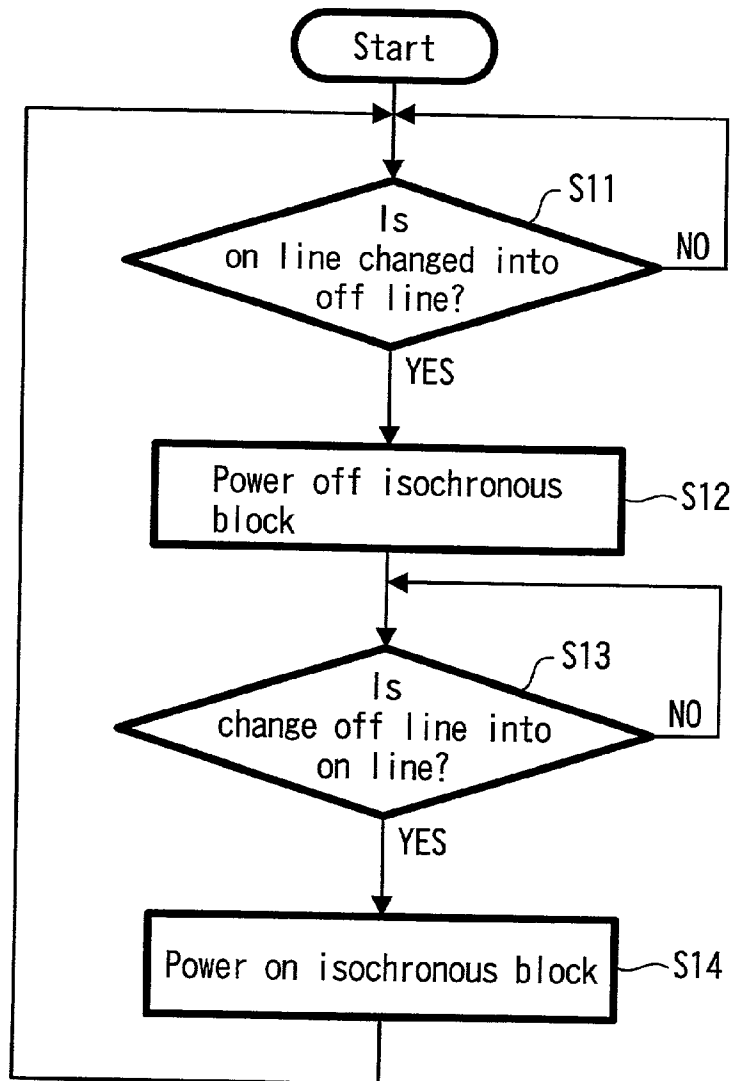 Start
S11
Is
on line changed into
off line?
NO
YES
Power off isochronous
block
S12
S13
Is
change off line into
on line?
NO
YES
Power on isochronous block
S14